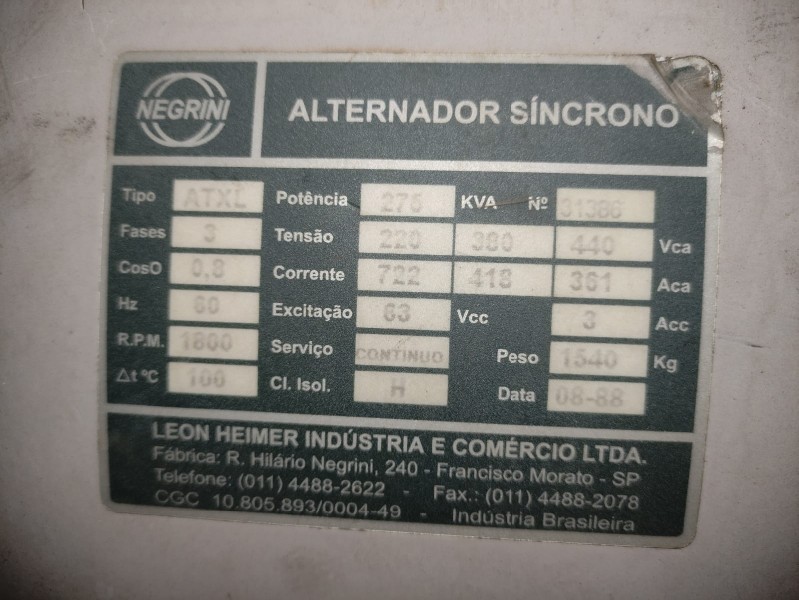 NEGRINI
ALTERNADOR SÍNCRONO
Tipo ATXL Potência 275 KVA Nº 31386
Fases 3 Tensão 220 380 440 Vca
CosO 0,8 Corrente 722 418 361 Aca
Hz 60 Excitação 63 Vcc 3 Acc
R.P.M. 1800 Serviço CONTINUO Peso 1540 Kg
Δt ºC 100 Cl. Isol. H Data 08-88
LEON HEIMER INDÚSTRIA E COMÉRCIO LTDA.
Fábrica: R. Hilário Negrini, 240 - Francisco Morato - SP
Telefone: (011) 4488-2622 - Fax.: (011) 4488-2078
CGC 10.805.893/0004-49 - Indústria Brasileira